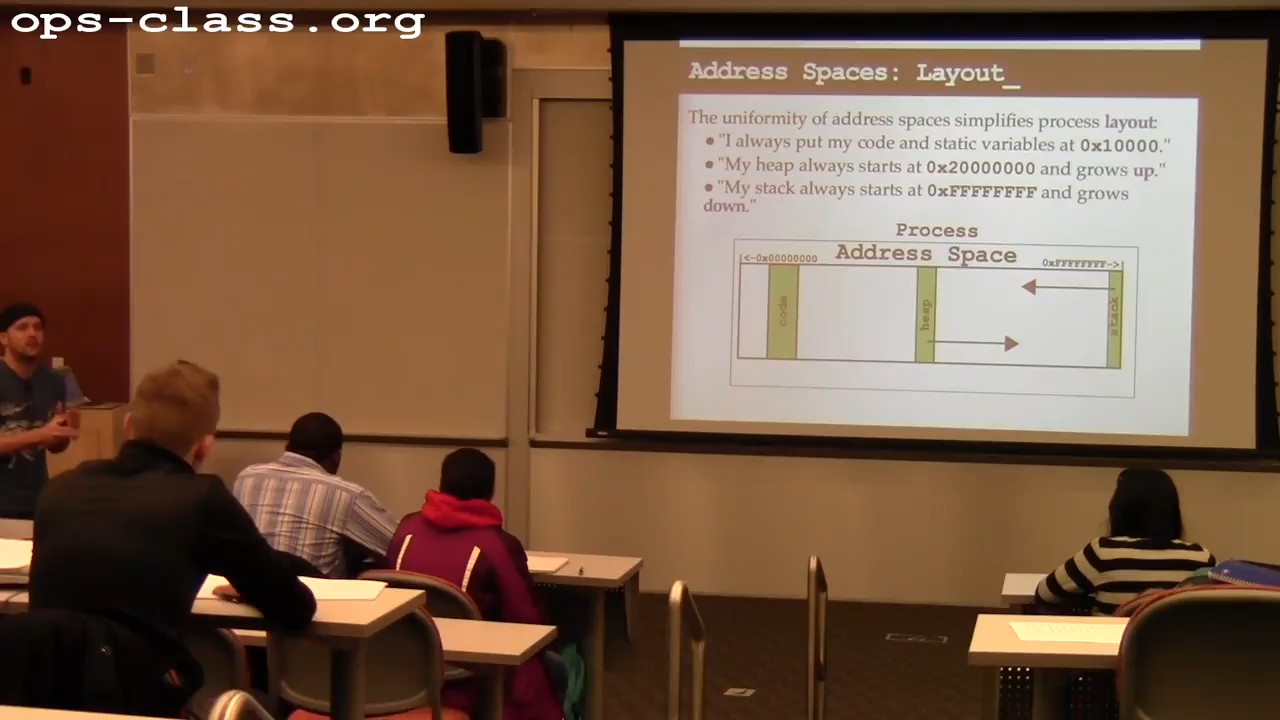 ops-class.org
Address Spaces: Layout_
The uniformity of address spaces simplifies process layout:
● "I always put my code and static variables at 0x10000."
● "My heap always starts at 0x20000000 and grows up."
● "My stack always starts at 0xFFFFFFFF and grows
down."
Process
Address Space
|<-0x00000000
0xFFFFFFFF->|
code
heap
stack